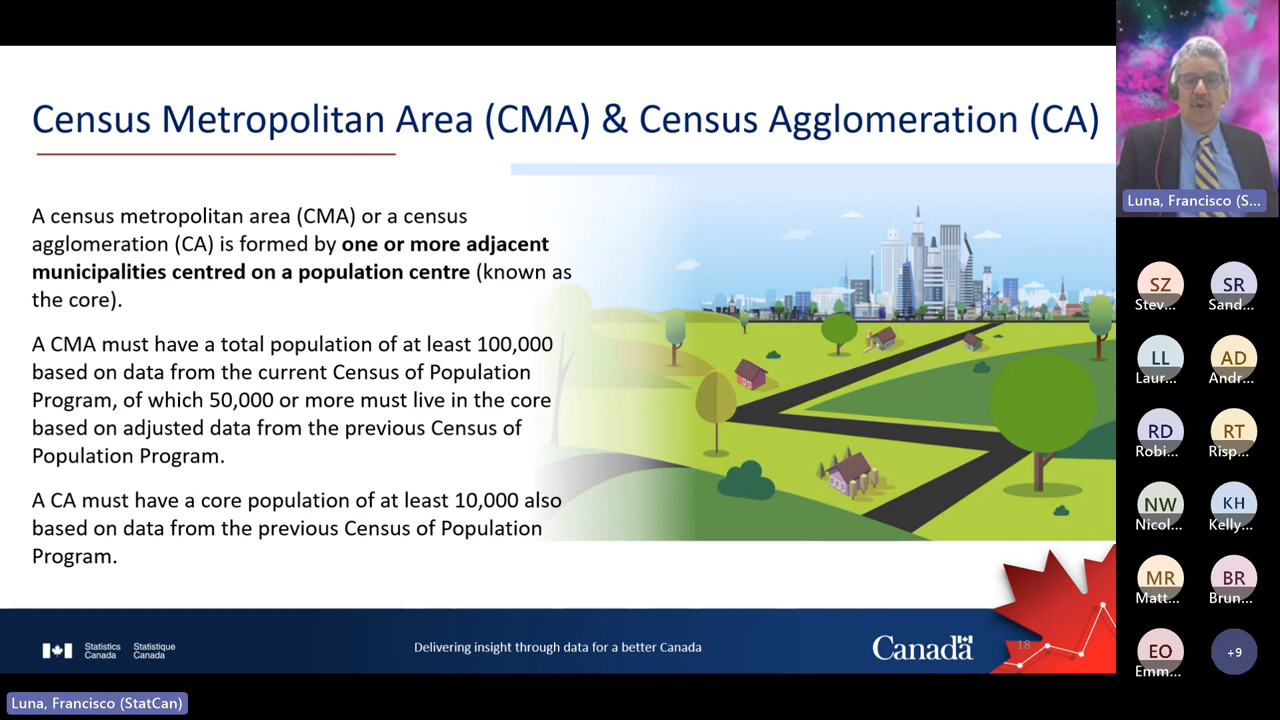 Census Metropolitan Area (CMA) & Census Agglomeration (CA)
A census metropolitan area (CMA) or a census
agglomeration (CA) is formed by one or more adjacent
municipalities centred on a population centre (known as
the core).
A CMA must have a total population of at least 100,000
based on data from the current Census of Population
Program, of which 50,000 or more must live in the core
based on adjusted data from the previous Census of
Population Program.
A CA must have a core population of at least 10,000 also
based on data from the previous Census of Population
Program.
Statistics Statistique
Canada Canada
Delivering insight through data for a better Canada
Canada
18
Luna, Francisco (StatCan)
Luna, Francisco (S...
SZ SR
Stev... Sand...
LL AD
Laur... Andr...
RD RT
Robi... Risp...
NW KH
Nicol... Kelly...
MR BR
Matt... Brun...
EO +9
Emm...